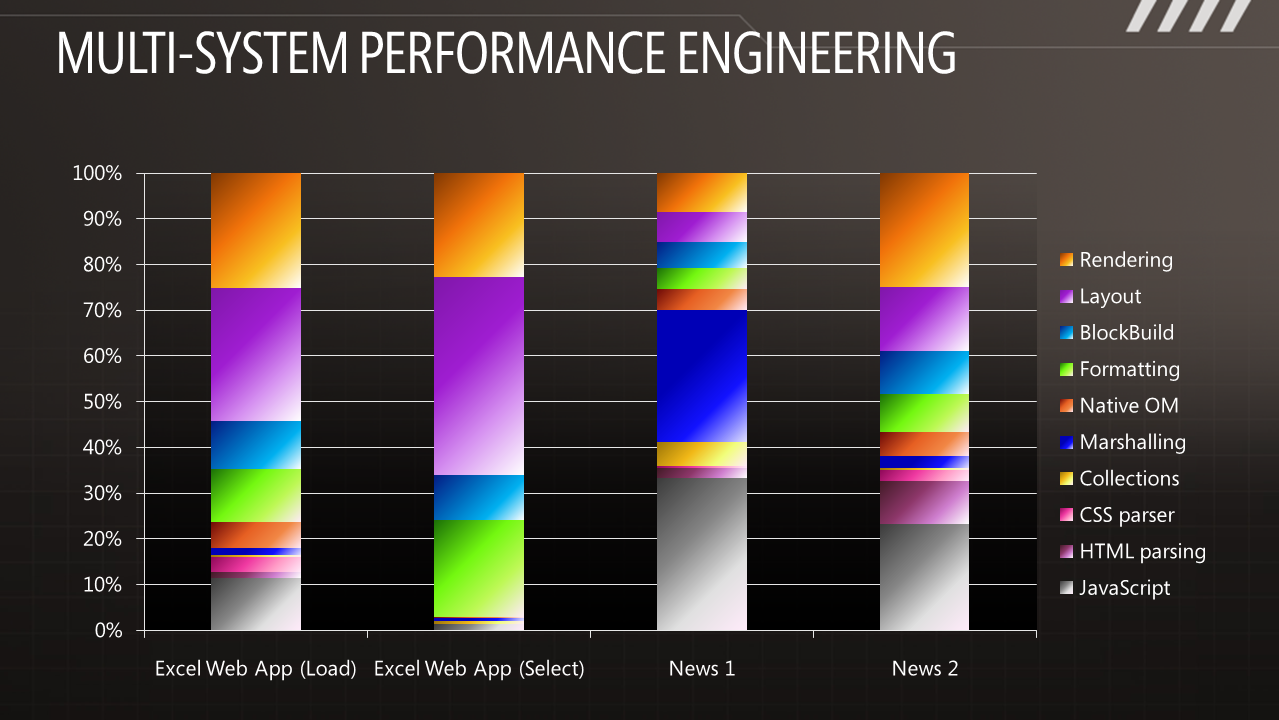 MULTI-SYSTEM PERFORMANCE ENGINEERING
100%
90%
80%
70%
60%
50%
40%
30%
20%
10%
0%
Excel Web App (Load)
Excel Web App (Select)
News 1
News 2
Rendering
Layout
BlockBuild
Formatting
Native OM
Marshalling
Collections
CSS parser
HTML parsing
JavaScript